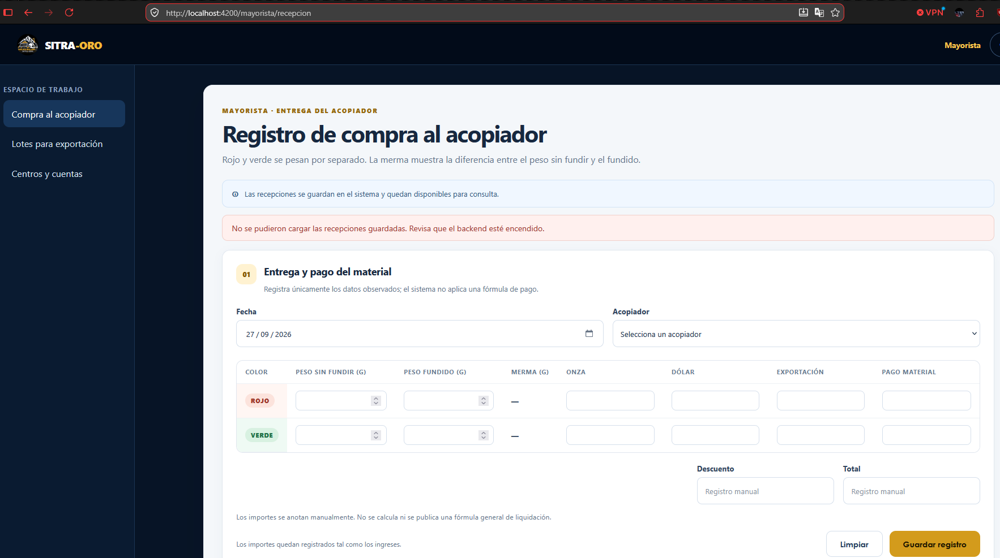 http://localhost:4200/mayorista/recepcion
VPN
SITRA-ORO
Mayorista
ESPACIO DE TRABAJO
Compra al acopiador
Lotes para exportación
Centros y cuentas
MAYORISTA · ENTREGA DEL ACOPIADOR
Registro de compra al acopiador
Rojo y verde se pesan por separado. La merma muestra la diferencia entre el peso sin fundir y el fundido.
Las recepciones se guardan en el sistema y quedan disponibles para consulta.
No se pudieron cargar las recepciones guardadas. Revisa que el backend esté encendido.
01 Entrega y pago del material
Registra únicamente los datos observados; el sistema no aplica una fórmula de pago.
Fecha Acopiador
27 / 09 / 2026 Selecciona un acopiador
COLOR PESO SIN FUNDIR (G) PESO FUNDIDO (G) MERMA (G) ONZA DÓLAR EXPORTACIÓN PAGO MATERIAL
ROJO —
VERDE —
Descuento Total
Registro manual Registro manual
Los importes se anotan manualmente. No se calcula ni se publica una fórmula general de liquidación.
Los importes quedan registrados tal como los ingreses.
Limpiar Guardar registro